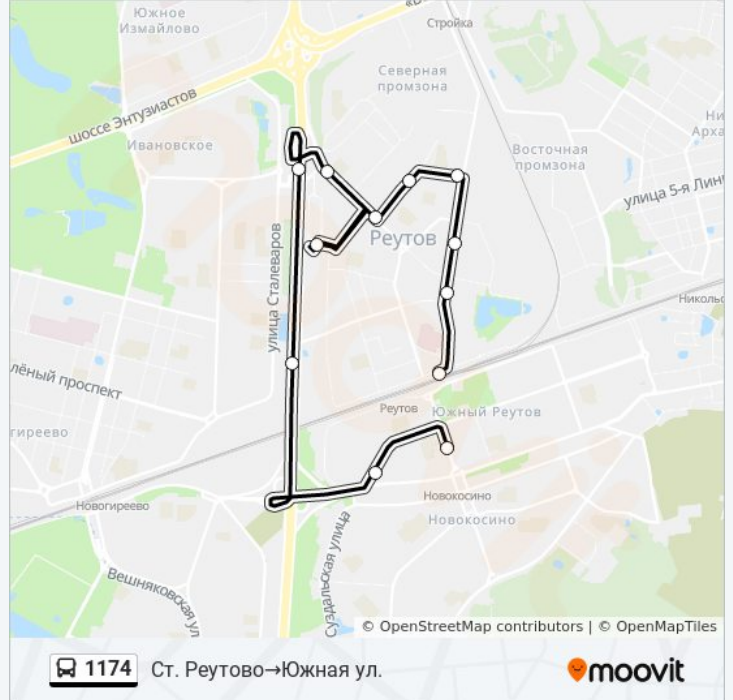 Южное
Измайлово
Стройка
Северная
промзона
шоссе Энтузиастов
Ивановское
Восточная
промзона
улица 5-я Лин
Реутов
улица Сталеваров
лёный проспект
гиреево
Реутов
Южный Реутов
Новогиреево
Новокосино
Новокосино
Суздальская улица
Вешняковская ул
© OpenStreetMap contributors | © OpenMapTiles
1174 Ст. Реутово→Южная ул.
moovit